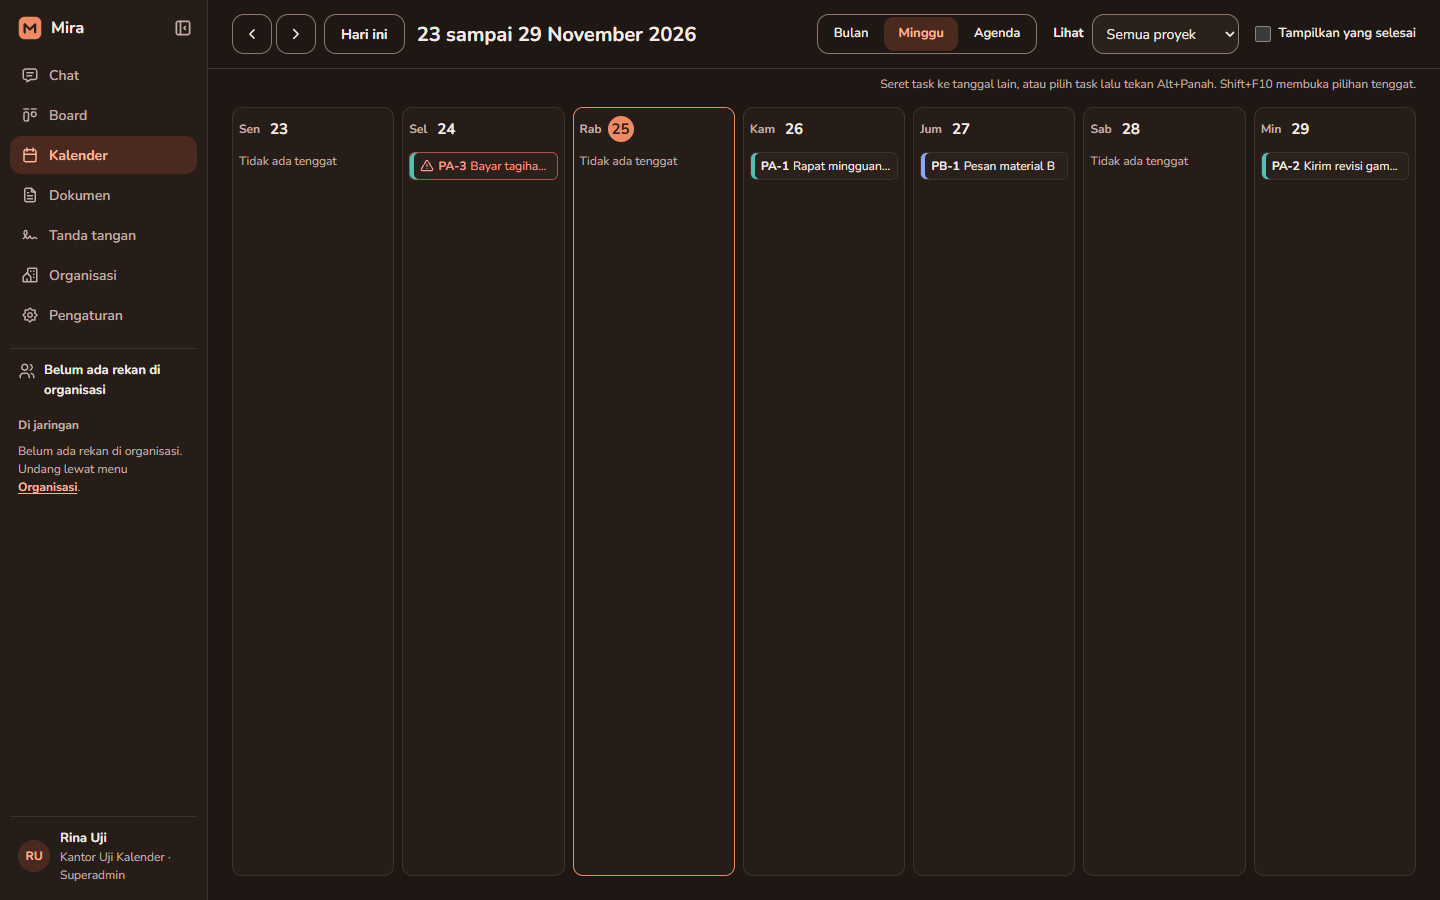 Mira
Chat
Board
Kalender
Dokumen
Tanda tangan
Organisasi
Pengaturan
Belum ada rekan di
organisasi
Di jaringan
Belum ada rekan di organisasi.
Undang lewat menu
Organisasi.
RU
Rina Uji
Kantor Uji Kalender ·
Superadmin
Hari ini
23 sampai 29 November 2026
Bulan
Minggu
Agenda
Lihat
Semua proyek
Tampilkan yang selesai
Seret task ke tanggal lain, atau pilih task lalu tekan Alt+Panah. Shift+F10 membuka pilihan tenggat.
Sen 23
Tidak ada tenggat
Sel 24
PA-3 Bayar tagiha...
Rab 25
Tidak ada tenggat
Kam 26
PA-1 Rapat mingguan...
Jum 27
PB-1 Pesan material B
Sab 28
Tidak ada tenggat
Min 29
PA-2 Kirim revisi gam...